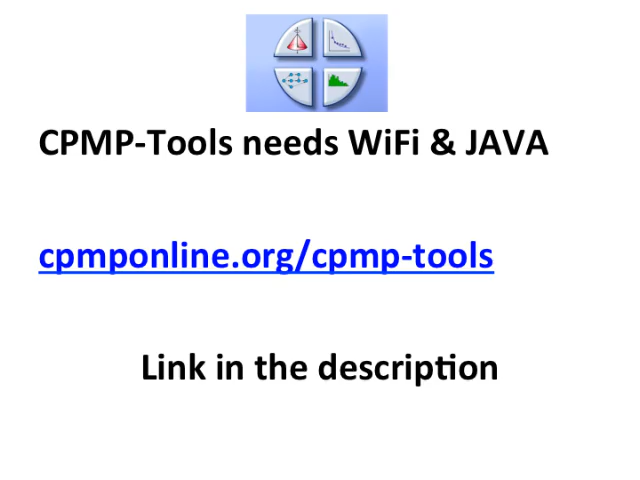 CPMP-Tools needs WiFi & JAVA
cpmponline.org/cpmp-tools
Link in the description